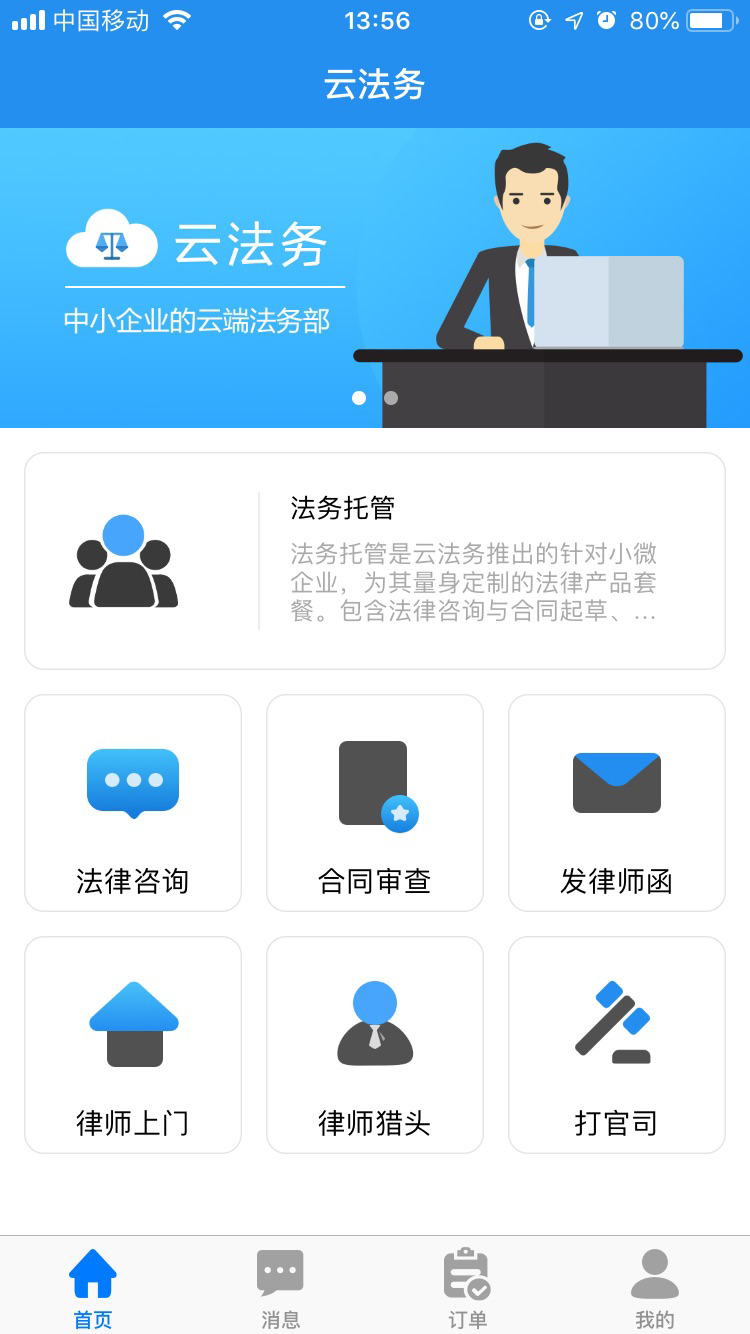 中国移动 13:56 80%
云法务
云法务
中小企业的云端法务部
法务托管
法务托管是云法务推出的针对小微
企业，为其量身定制的法律产品套
餐。包含法律咨询与合同起草、...
法律咨询 合同审查 发律师函
律师上门 律师猎头 打官司
首页 消息 订单 我的